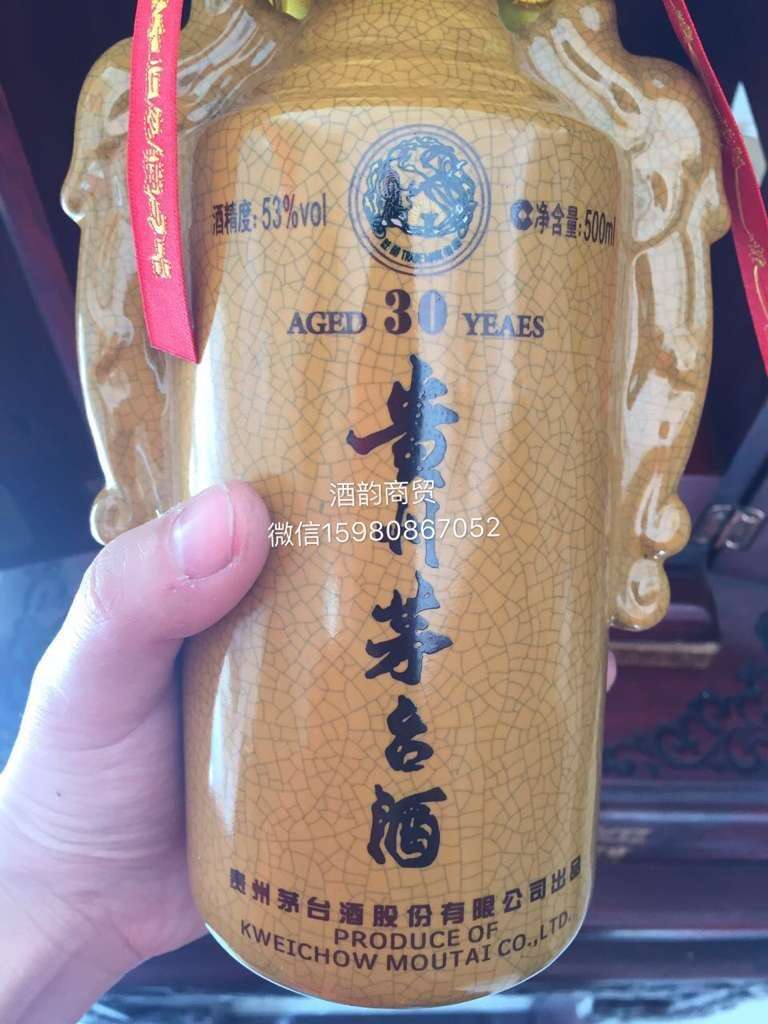 酒精度:53%vol
净含量:500ml
TRADEMARK
AGED 30 YEAES
贵州茅台酒
酒韵商贸
微信15980867052
贵州茅台酒股份有限公司出品
PRODUCE OF
KWEICHOW MOUTAI CO.,LTD.